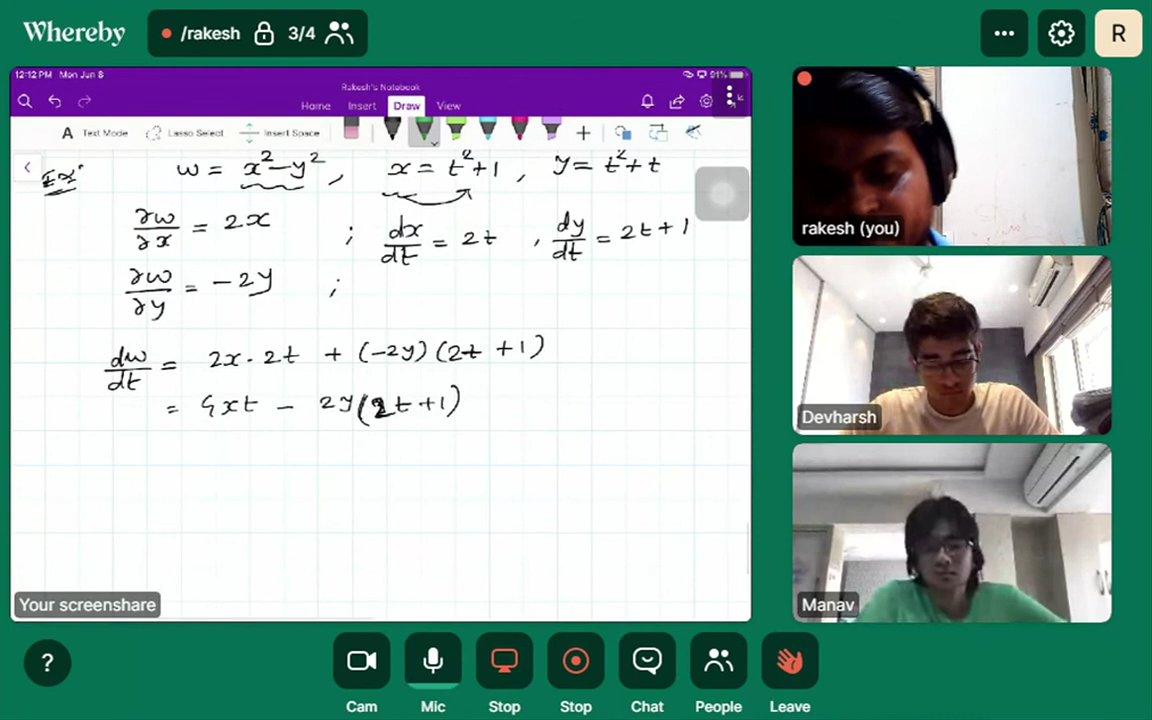 Whereby
/rakesh 3/4
R
12:12 PM Mon Jun 8
91%
Rakesh's Notebook
Home Insert Draw View
A Text Mode Lasso Select Insert Space
Ex:
w = x² - y² , x = t² + 1 , y = t² + t
∂w/∂x = 2x ; dx/dt = 2t , dy/dt = 2t + 1
∂w/∂y = -2y ;
dw/dt = 2x · 2t + (-2y) (2t + 1)
= 4xt - 2y(2t + 1)
Your screenshare
rakesh (you)
Devharsh
Manav
?
Cam Mic Stop Stop Chat People Leave